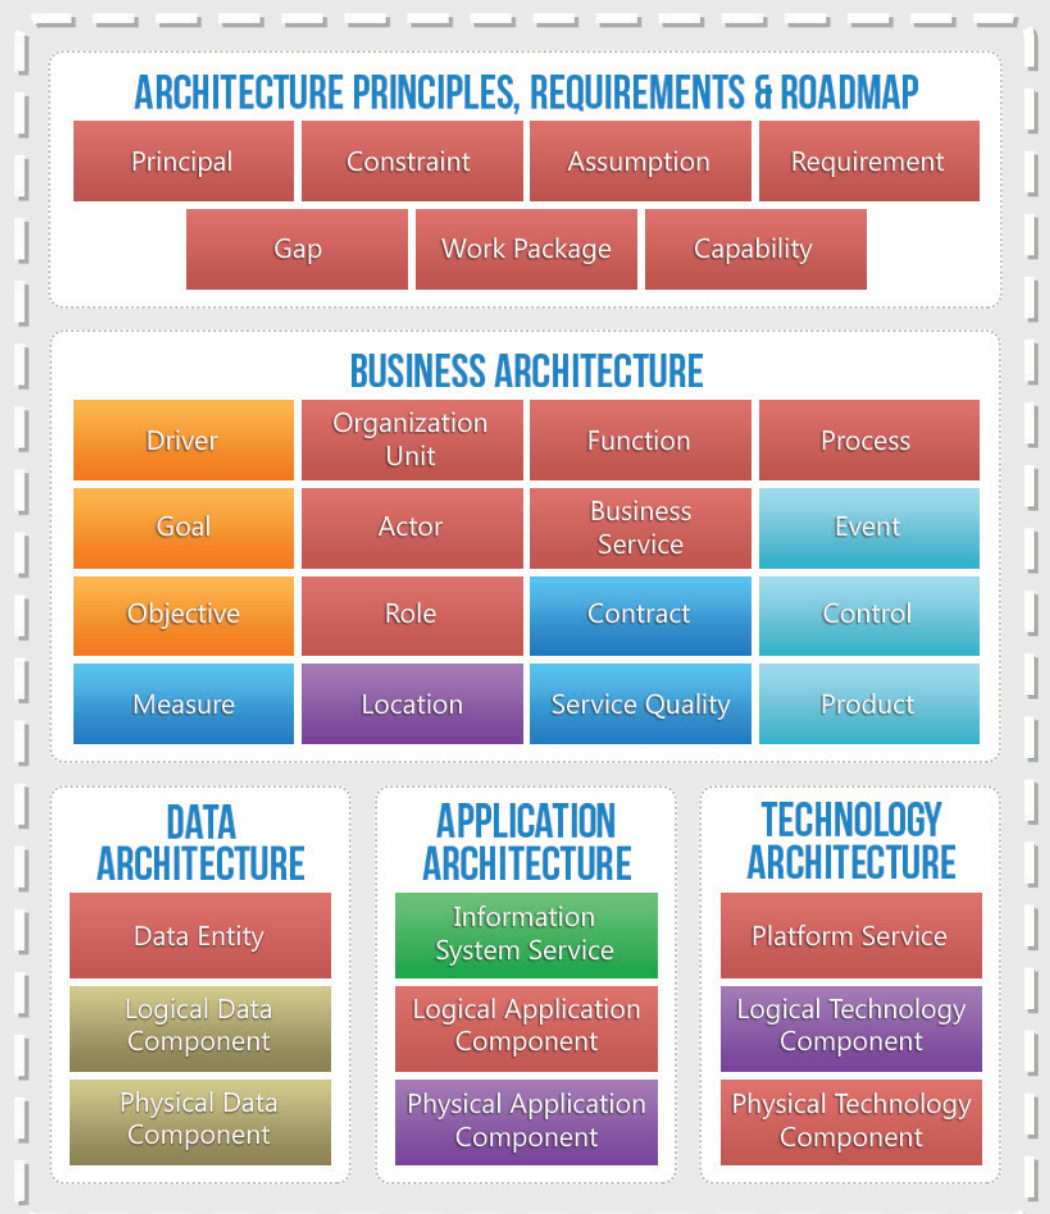 ARCHITECTURE PRINCIPLES, REQUIREMENTS & ROADMAP
Principal
Constraint
Assumption
Requirement
Gap
Work Package
Capability
BUSINESS ARCHITECTURE
Driver
Organization
Unit
Function
Process
Goal
Actor
Business
Service
Event
Objective
Role
Contract
Control
Measure
Location
Service Quality
Product
DATA
ARCHITECTURE
Data Entity
Logical Data
Component
Physical Data
Component
APPLICATION
ARCHITECTURE
Information
System Service
Logical Application
Component
Physical Application
Component
TECHNOLOGY
ARCHITECTURE
Platform Service
Logical Technology
Component
Physical Technology
Component